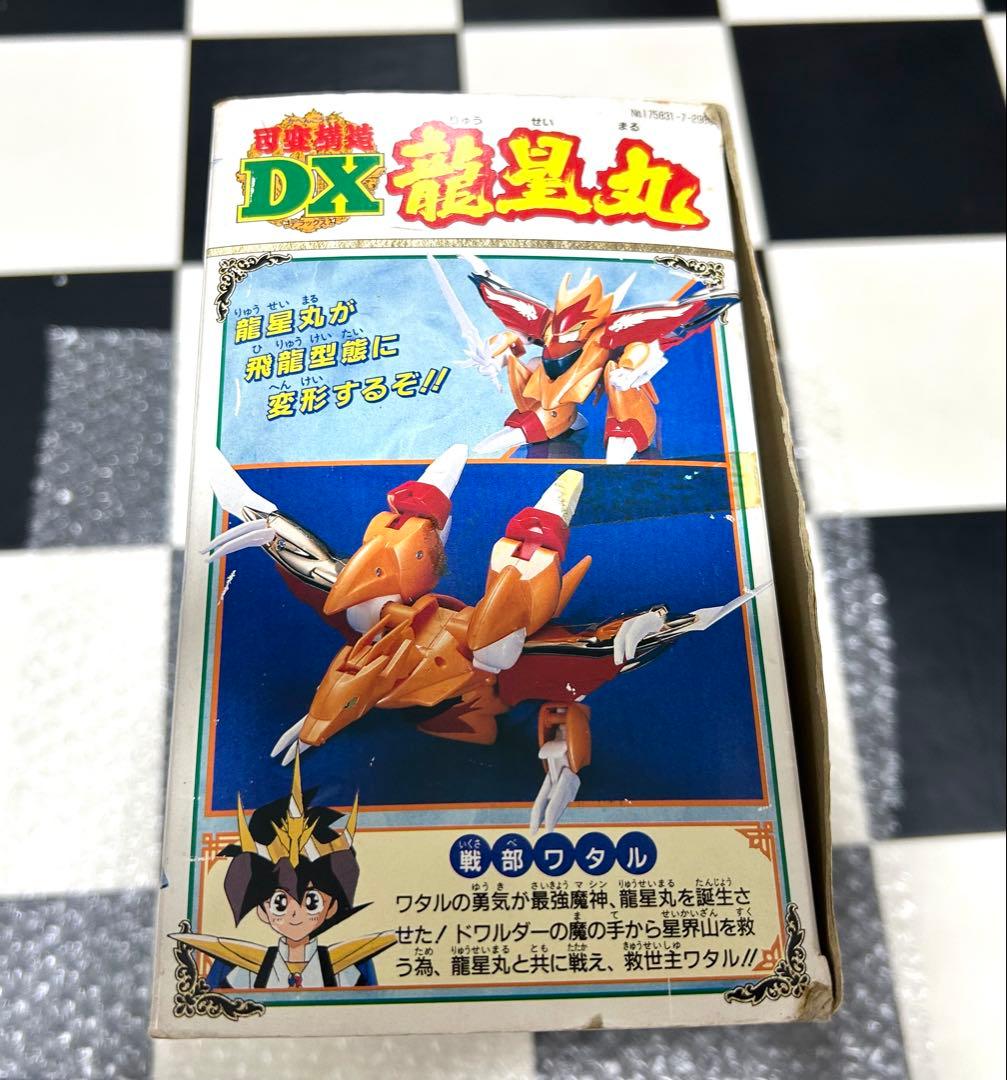 可変構造
DX
デラックス
龍星丸
りゅう せい まる
りゅう せい まる
龍星丸が
ひ りゅう けい たい
飛龍型態に
へん けい
変形するぞ!!
いくさ べ
戦部ワタル
ゆうき さいきょう マシン りゅうせいまる たんじょう
ワタルの勇気が最強魔神、龍星丸を誕生さ
ま て せいかいざん すく
せた!ドワルダーの魔の手から星界山を救
ため りゅうせいまる とも たたか きゅうせいしゅ
う為、龍星丸と共に戦え、救世主ワタル!!